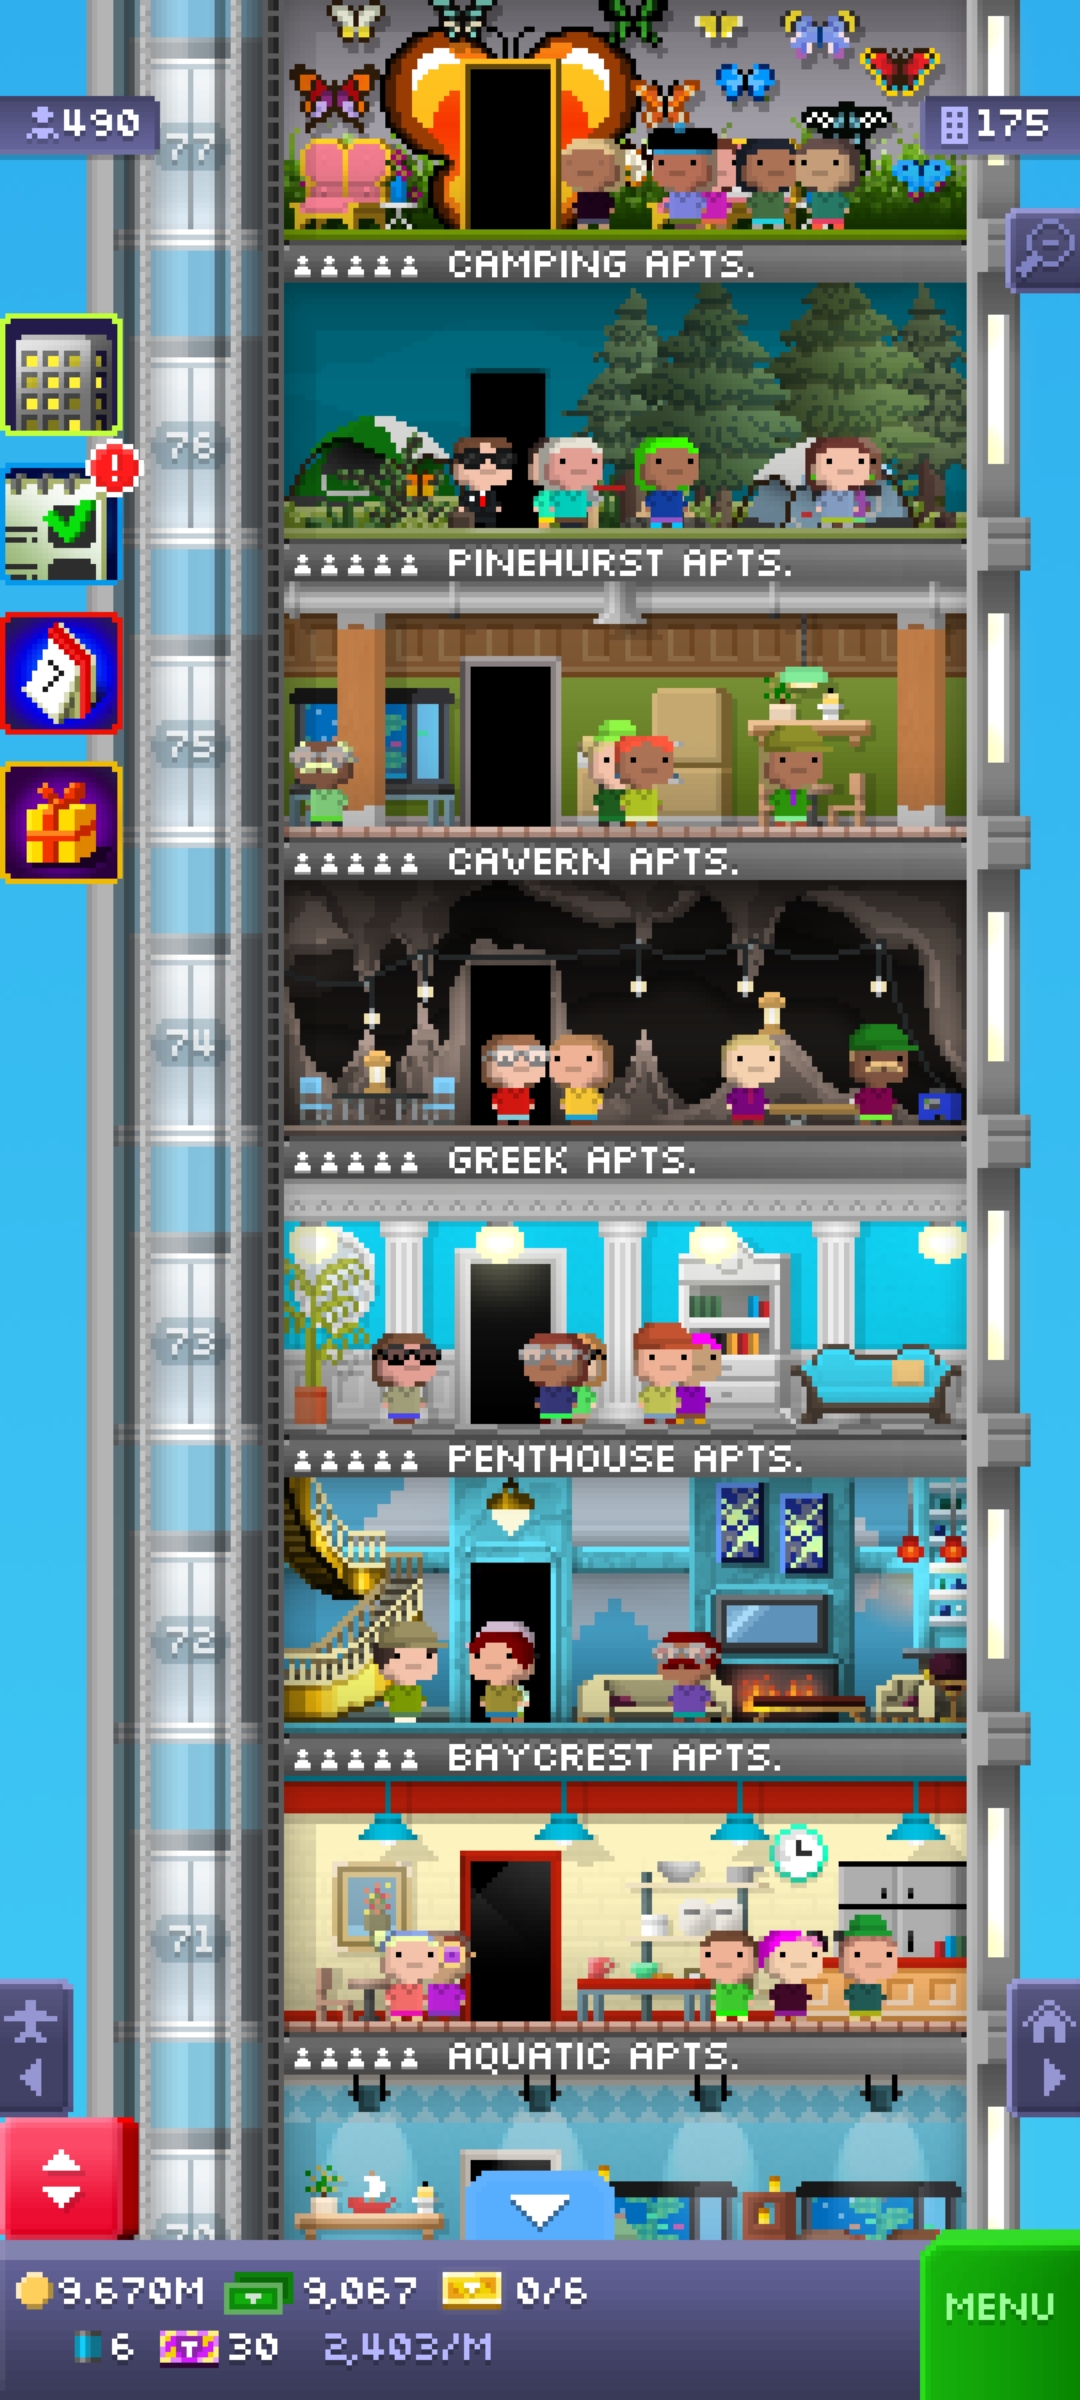 490
175
77
CAMPING APTS.
76
PINEHURST APTS.
75
CAVERN APTS.
74
GREEK APTS.
73
PENTHOUSE APTS.
72
BAYCREST APTS.
71
AQUATIC APTS.
70
9.670M 9,067 0/6
6 T 30 2,403/M
MENU